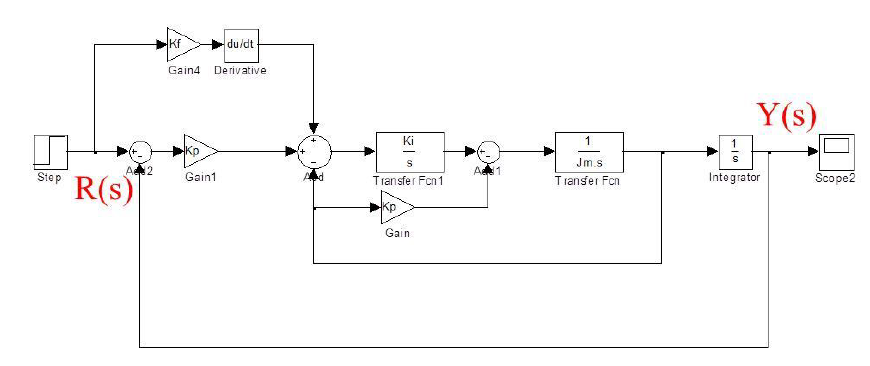 Kf
du/dt
Gain4
Derivative
Y(s)
+
Step
+
-
Add2
R(s)
Kp
Gain1
+
+
-
Add
Ki
s
Transfer Fcn1
+
-
Add1
1
Jm.s
Transfer Fcn
1
s
Integrator
Scope2
Kp
Gain